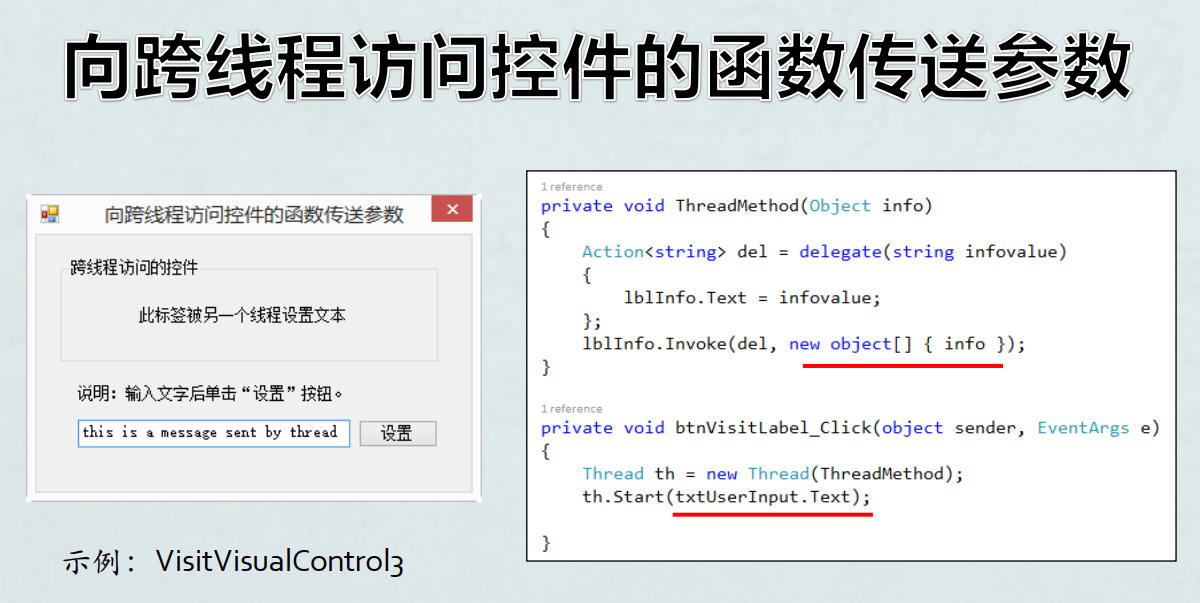 向跨线程访问控件的函数传送参数
向跨线程访问控件的函数传送参数
跨线程访问的控件
此标签被另一个线程设置文本
说明：输入文字后单击“设置”按钮。
this is a message sent by thread
设置
示例：VisitVisualControl3
1 reference
private void ThreadMethod(Object info)
{
    Action<string> del = delegate(string infovalue)
    {
        lblInfo.Text = infovalue;
    };
    lblInfo.Invoke(del, new object[] { info });
}
1 reference
private void btnVisitLabel_Click(object sender, EventArgs e)
{
    Thread th = new Thread(ThreadMethod);
    th.Start(txtUserInput.Text);
}